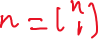 n = [n 1)